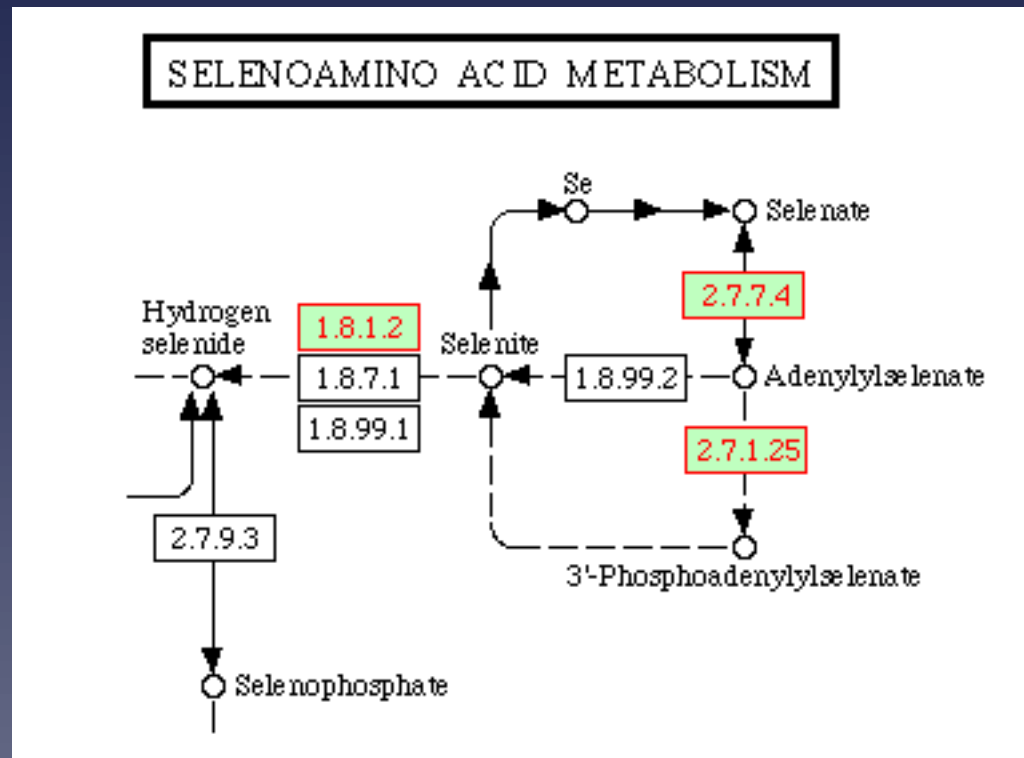 SELENOAMINO ACID METABOLISM
Se
Selenate
2.7.7.4
Hydrogen
selenide
1.8.1.2
Selenite
1.8.7.1
1.8.99.2
Adenylylselenate
1.8.99.1
2.7.1.25
2.7.9.3
3'-Phosphoadenylylselenate
Selenophosphate